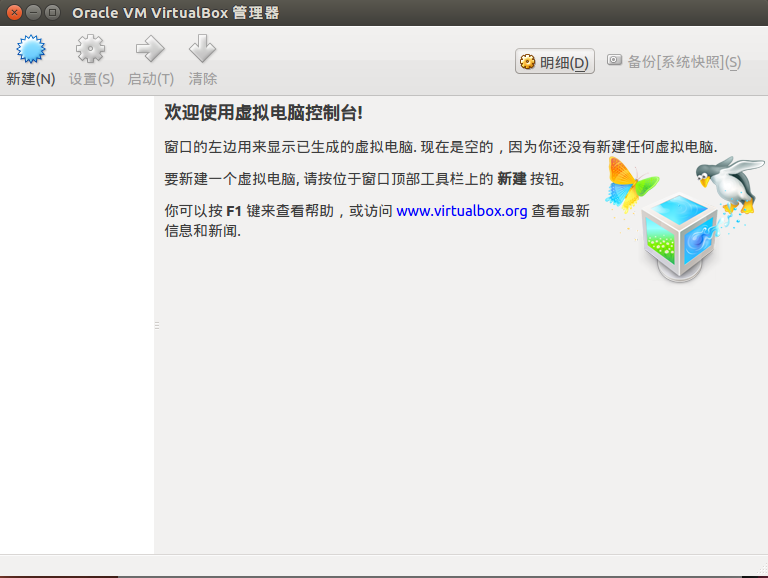 Oracle VM VirtualBox 管理器
新建(N) 设置(S) 启动(T) 清除 明细(D) 备份[系统快照](S)
欢迎使用虚拟电脑控制台!
窗口的左边用来显示已生成的虚拟电脑. 现在是空的，因为你还没有新建任何虚拟电脑.
要新建一个虚拟电脑, 请按位于窗口顶部工具栏上的 新建 按钮。
你可以按 F1 键来查看帮助，或访问 www.virtualbox.org 查看最新
信息和新闻.